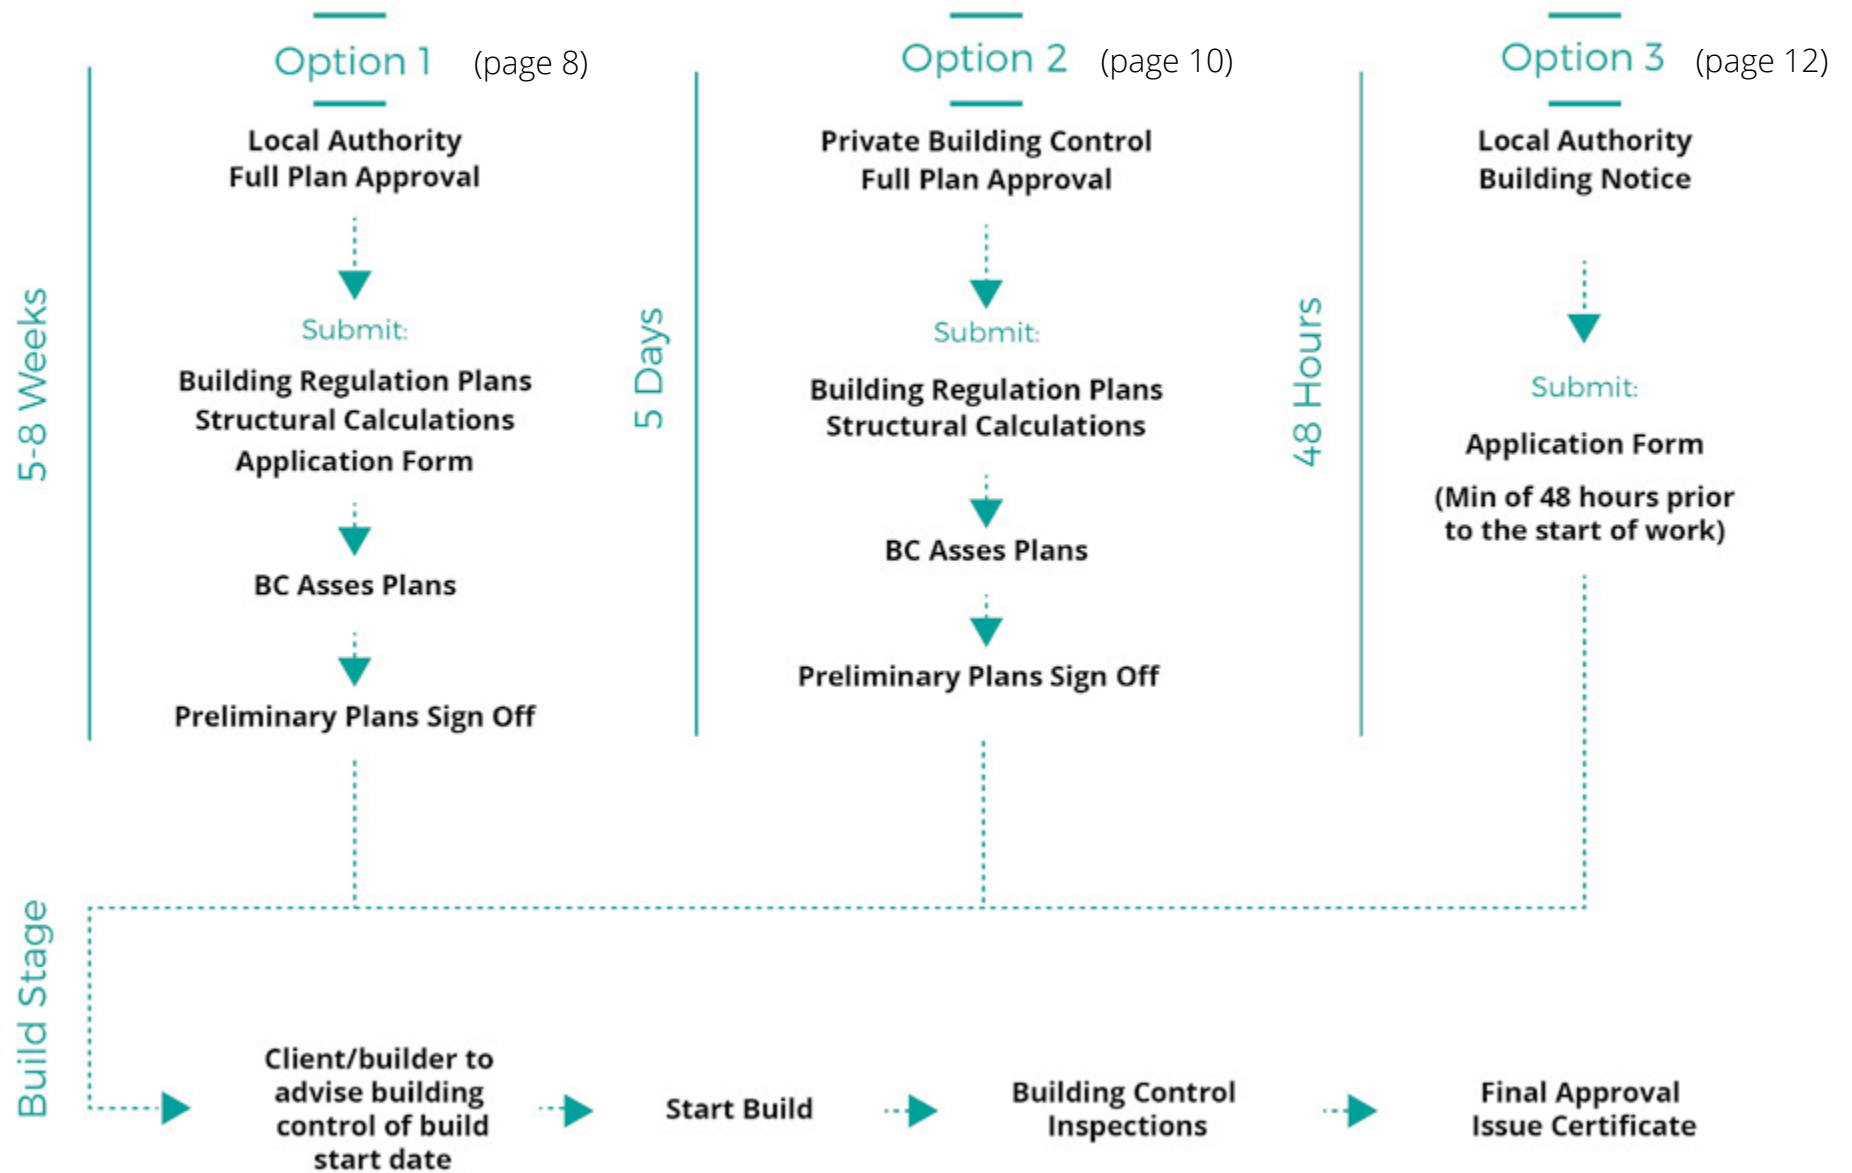 Option 1 (page 8)
Local Authority
Full Plan Approval
5-8 Weeks
Submit:
Building Regulation Plans
Structural Calculations
Application Form
BC Asses Plans
Preliminary Plans Sign Off
Option 2 (page 10)
Private Building Control
Full Plan Approval
5 Days
Submit:
Building Regulation Plans
Structural Calculations
BC Asses Plans
Preliminary Plans Sign Off
Option 3 (page 12)
Local Authority
Building Notice
48 Hours
Submit:
Application Form
(Min of 48 hours prior
to the start of work)
Build Stage
Client/builder to
advise building
control of build
start date
Start Build
Building Control
Inspections
Final Approval
Issue Certificate